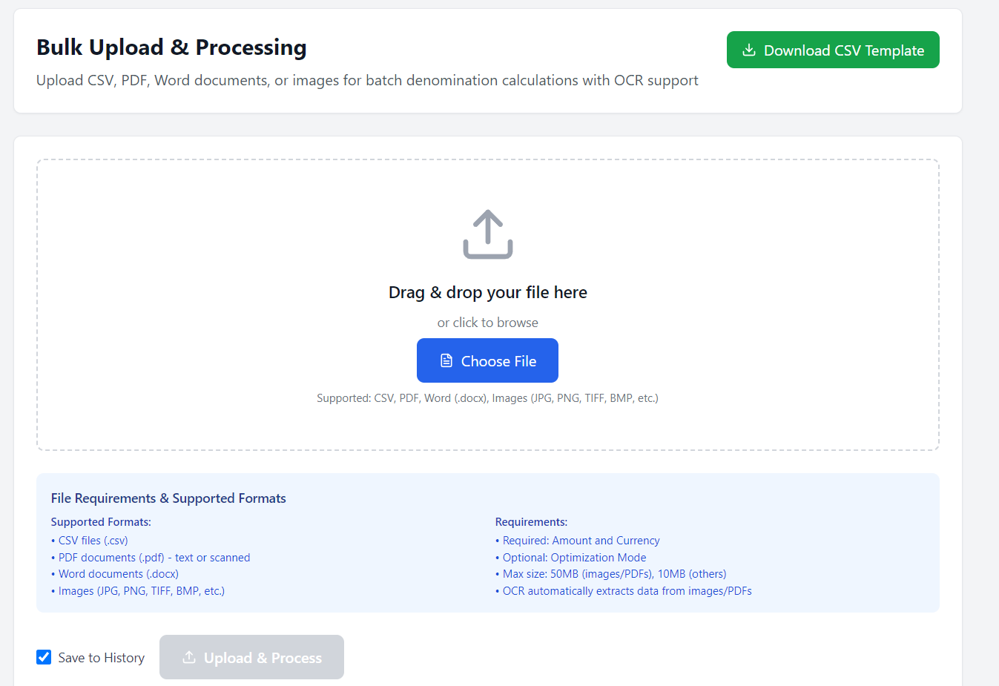 Bulk Upload & Processing
Download CSV Template
Upload CSV, PDF, Word documents, or images for batch denomination calculations with OCR support
Drag & drop your file here
or click to browse
Choose File
Supported: CSV, PDF, Word (.docx), Images (JPG, PNG, TIFF, BMP, etc.)
File Requirements & Supported Formats
Supported Formats:
• CSV files (.csv)
• PDF documents (.pdf) - text or scanned
• Word documents (.docx)
• Images (JPG, PNG, TIFF, BMP, etc.)
Requirements:
• Required: Amount and Currency
• Optional: Optimization Mode
• Max size: 50MB (images/PDFs), 10MB (others)
• OCR automatically extracts data from images/PDFs
Save to History
Upload & Process